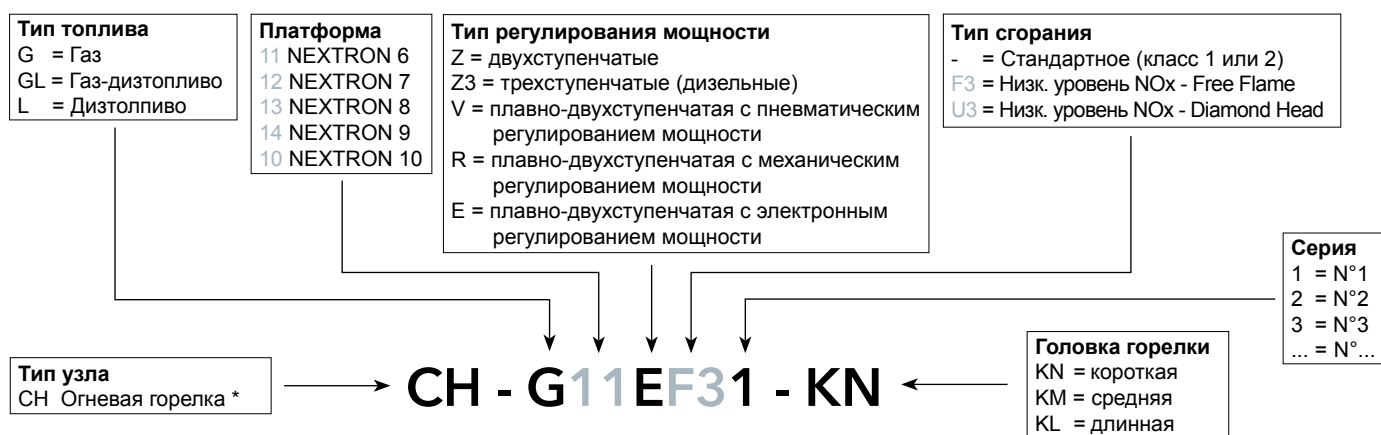 Тип топлива
G = Газ
GL = Газ-дизтопливо
L = Дизтолпиво
Платформа
11 NEXTRON 6
12 NEXTRON 7
13 NEXTRON 8
14 NEXTRON 9
10 NEXTRON 10
Тип регулирования мощности
Z = двухступенчатые
Z3 = трехступенчатые (дизельные)
V = плавно-двухступенчатая с пневматическим
регулированием мощности
R = плавно-двухступенчатая с механическим
регулированием мощности
E = плавно-двухступенчатая с электронным
регулированием мощности
Тип сгорания
- = Стандартное (класс 1 или 2)
F3 = Низк. уровень NOx - Free Flame
U3 = Низк. уровень NOx - Diamond Head
Серия
1 = N°1
2 = N°2
3 = N°3
... = N°...
Тип узла
CH Огневая горелка *
CH - G11EF31 - KN
Головка горелки
KN = короткая
KM = средняя
KL = длинная